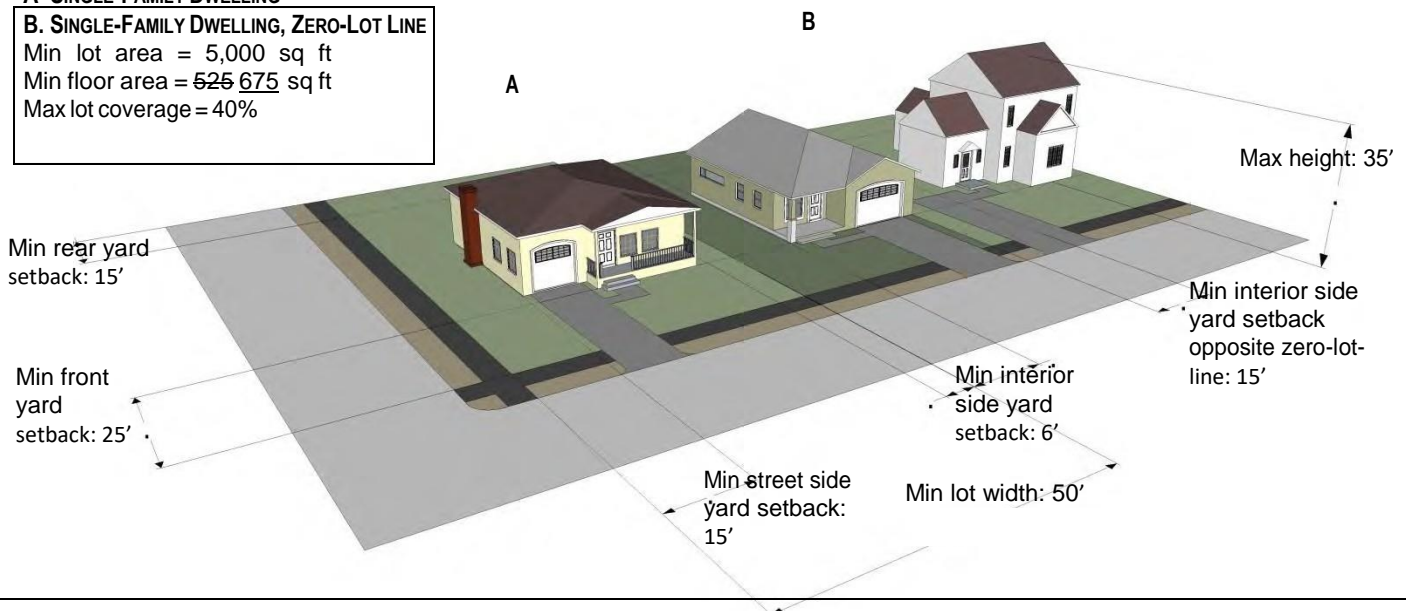 A SINGLE-FAMILY DWELLING
B. SINGLE-FAMILY DWELLING, ZERO-LOT LINE
Min lot area = 5,000 sq ft
Min floor area = 525 675 sq ft
Max lot coverage = 40%
B
A
Max height: 35’
Min rear yard
setback: 15’
Min interior side
yard setback
opposite zero-lot-
line: 15’
Min front
yard
setback: 25’
Min interior
side yard
setback: 6’
Min street side
yard setback:
15’
Min lot width: 50’